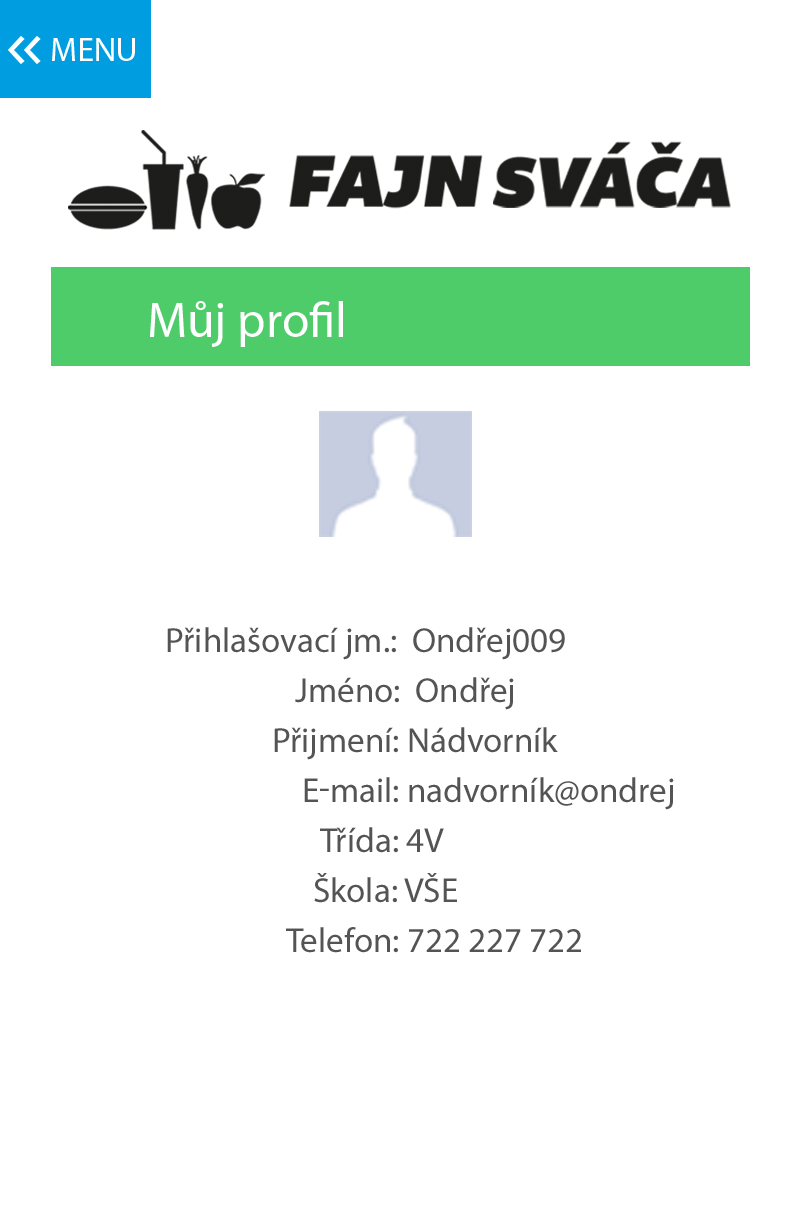 MENU
FAJN SVÁČA
Můj profil
Přihlašovací jm.: Ondřej009
Jméno: Ondřej
Přijmení: Nádvorník
E-mail: nadvorník@ondrej
Třída: 4V
Škola: VŠE
Telefon: 722 227 722